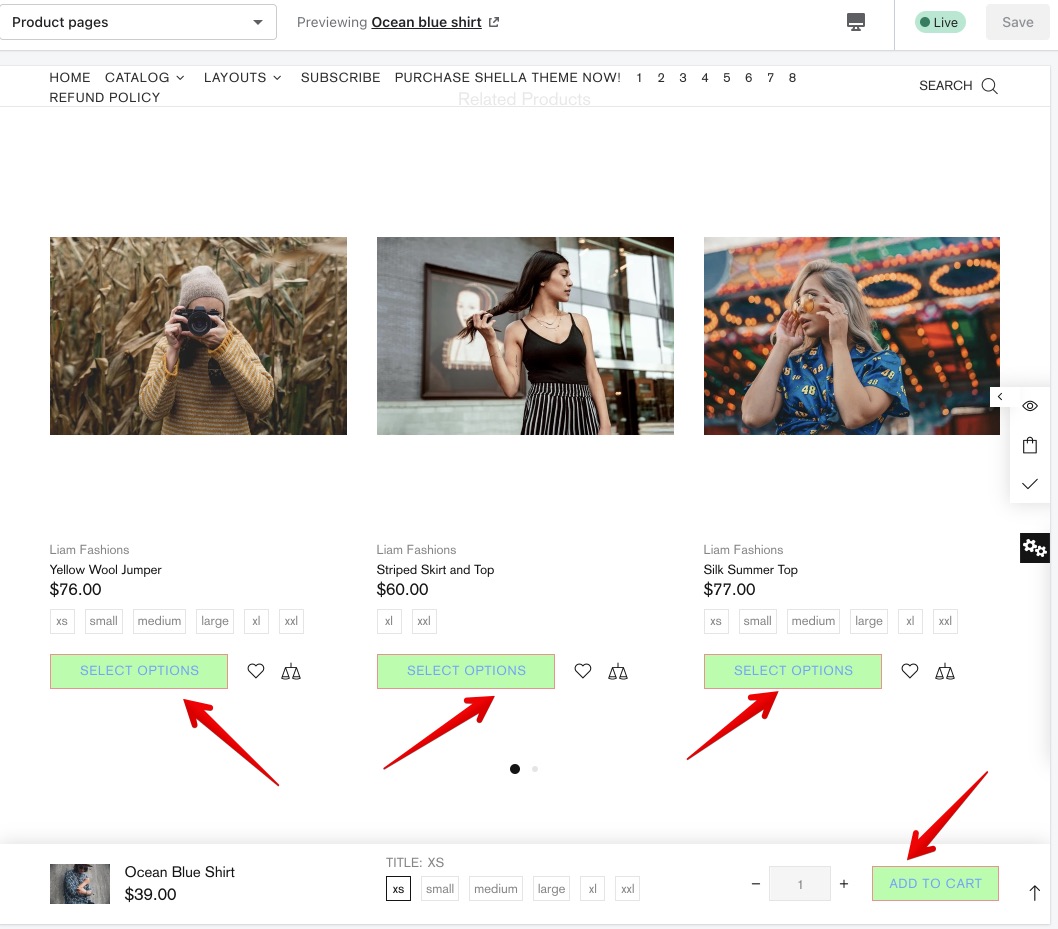 Product pages
Previewing Ocean blue shirt
Live
Save
HOME CATALOG LAYOUTS SUBSCRIBE PURCHASE SHELLA THEME NOW! 1 2 3 4 5 6 7 8
REFUND POLICY
SEARCH
Related Products
48
48
48
Liam Fashions
Yellow Wool Jumper
$76.00
xs small medium large xl xxl
SELECT OPTIONS
Liam Fashions
Striped Skirt and Top
$60.00
xl xxl
SELECT OPTIONS
Liam Fashions
Silk Summer Top
$77.00
xs small medium large xl xxl
SELECT OPTIONS
Ocean Blue Shirt
$39.00
TITLE: XS
xs small medium large xl xxl
− 1 +
ADD TO CART